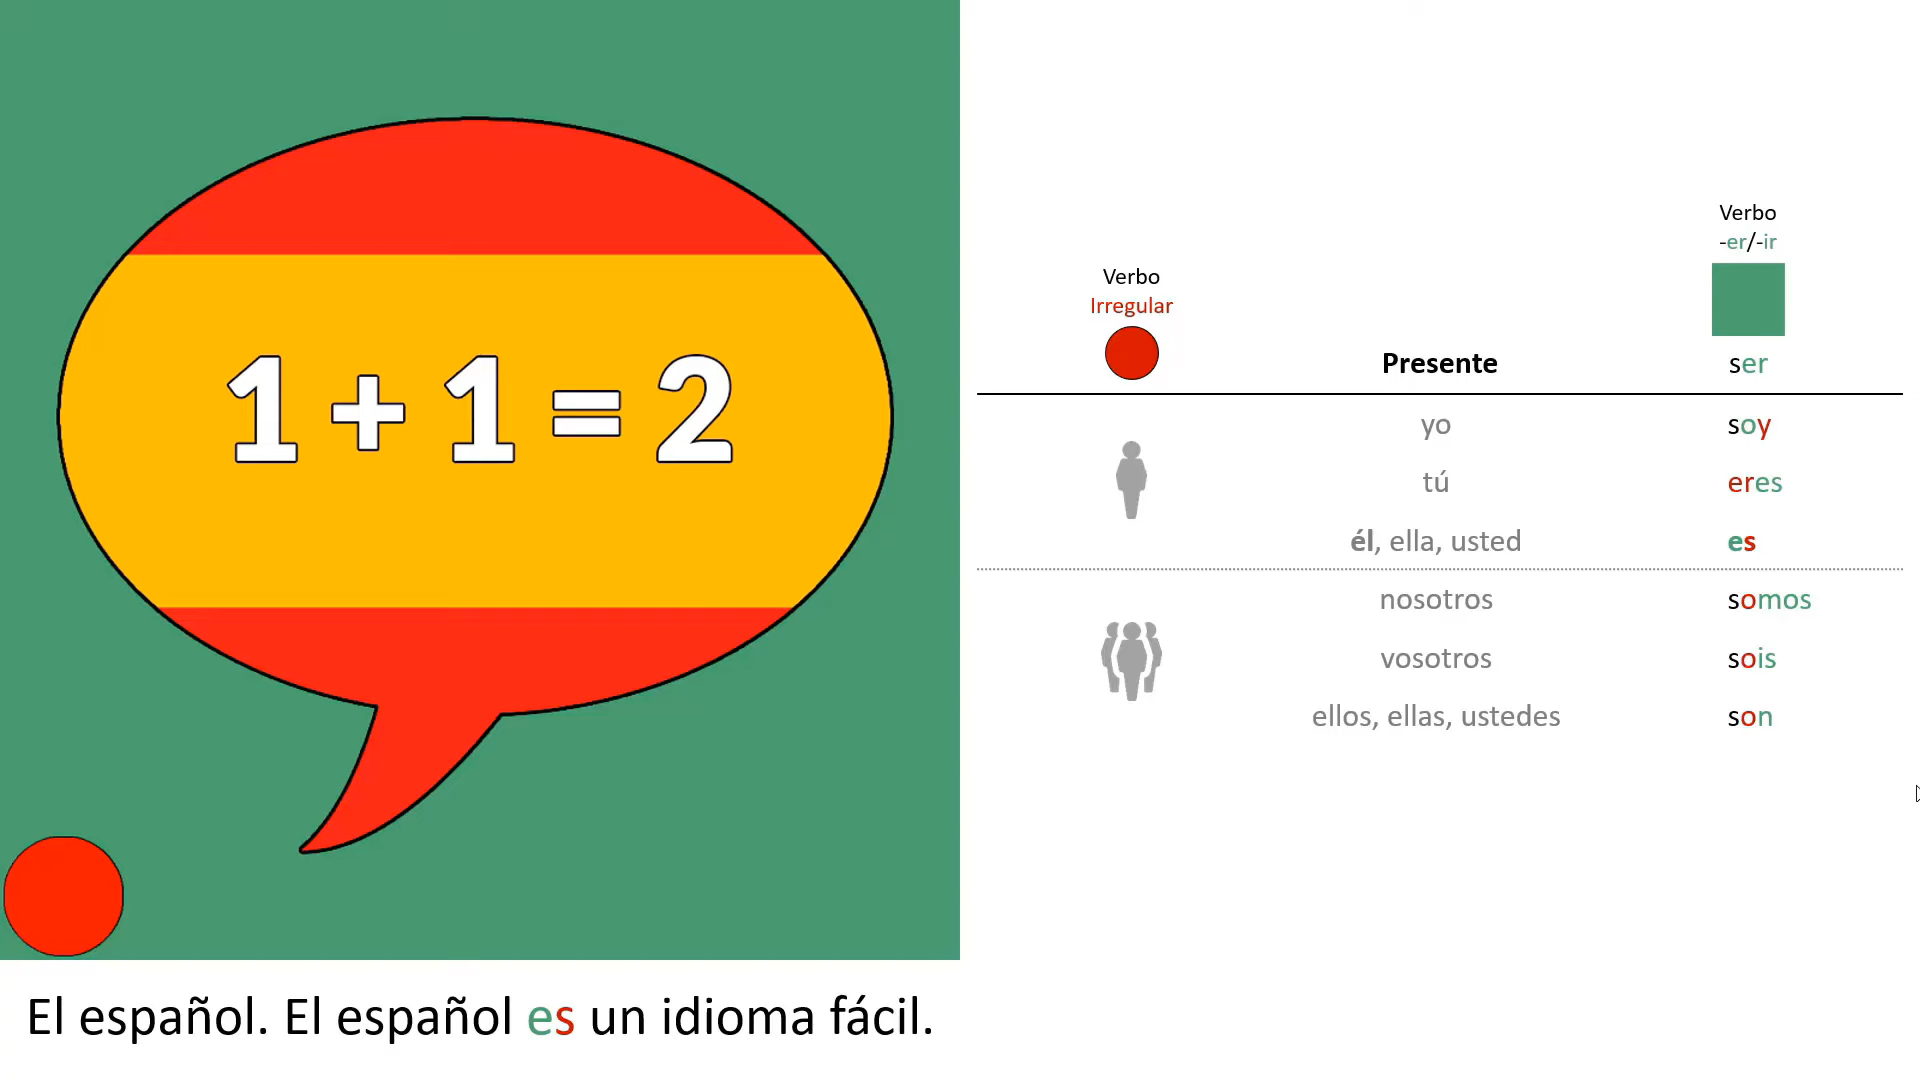 1 + 1 = 2
El español. El español es un idioma fácil.
Verbo
Irregular
Verbo
-er/-ir
Presente ser
yo soy
tú eres
él, ella, usted es
nosotros somos
vosotros sois
ellos, ellas, ustedes son